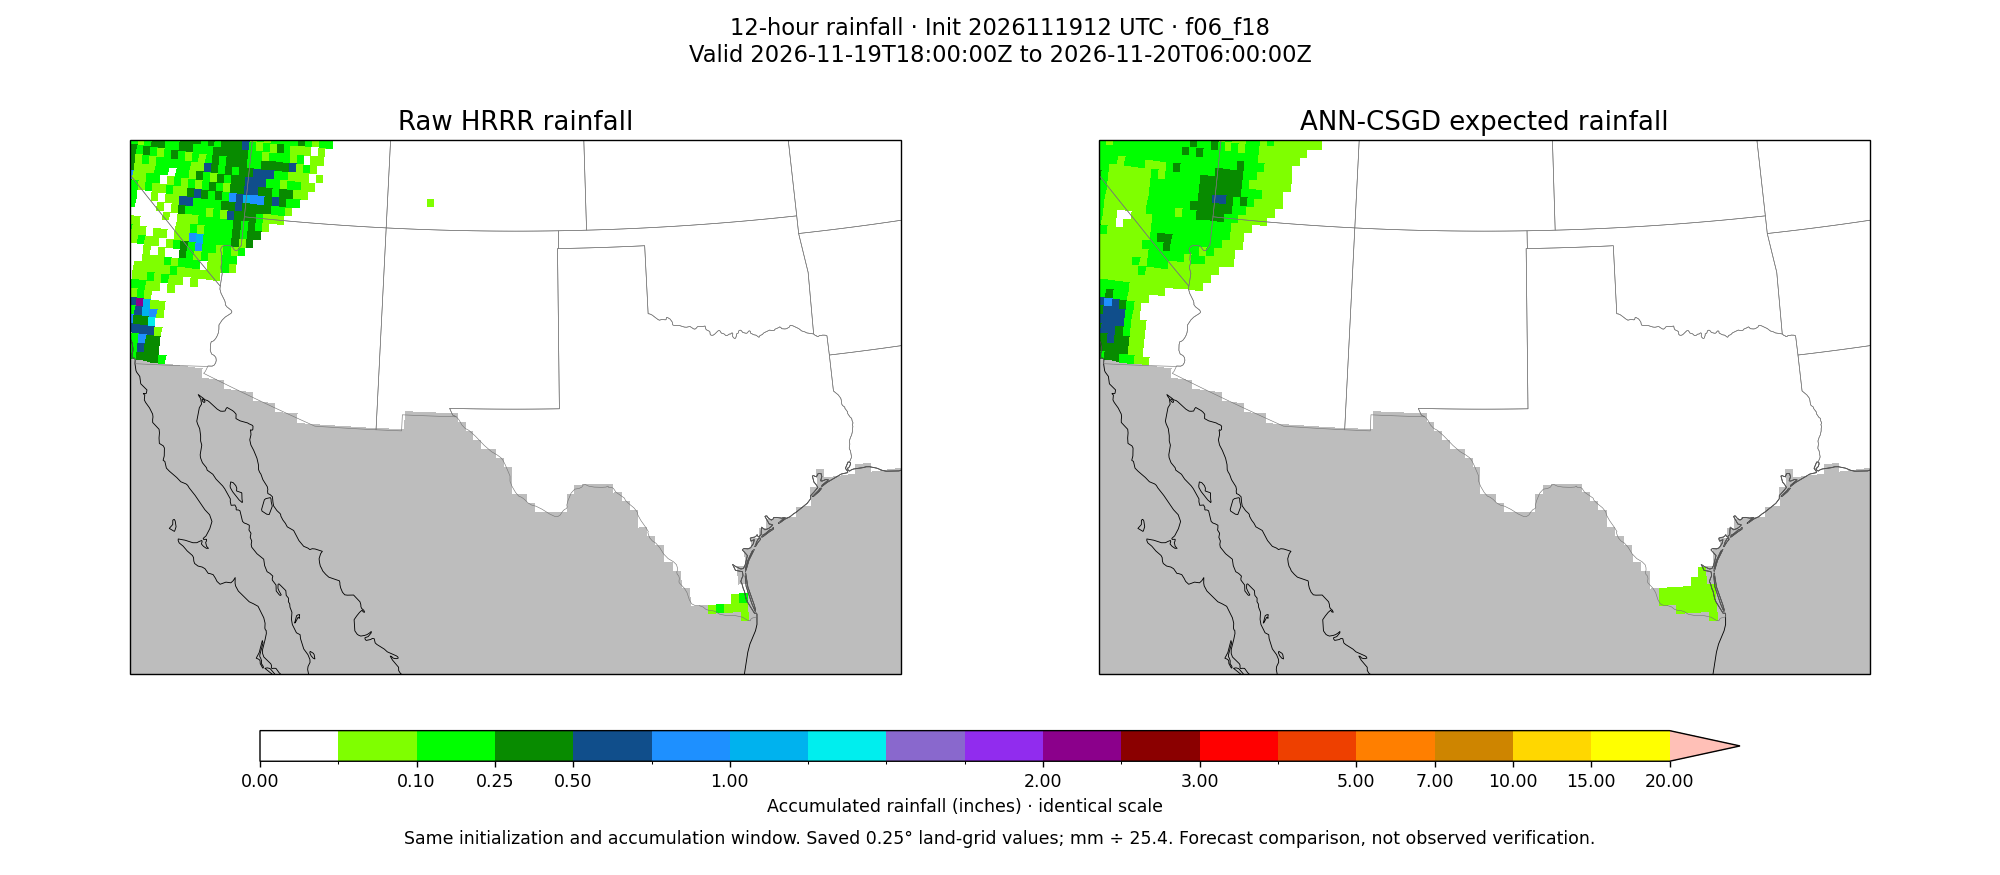 12-hour rainfall · Init 2026111912 UTC · f06_f18
Valid 2026-11-19T18:00:00Z to 2026-11-20T06:00:00Z
Raw HRRR rainfall
ANN-CSGD expected rainfall
0.00 0.10 0.25 0.50 1.00 2.00 3.00 5.00 7.00 10.00 15.00 20.00
Accumulated rainfall (inches) · identical scale
Same initialization and accumulation window. Saved 0.25° land-grid values; mm ÷ 25.4. Forecast comparison, not observed verification.